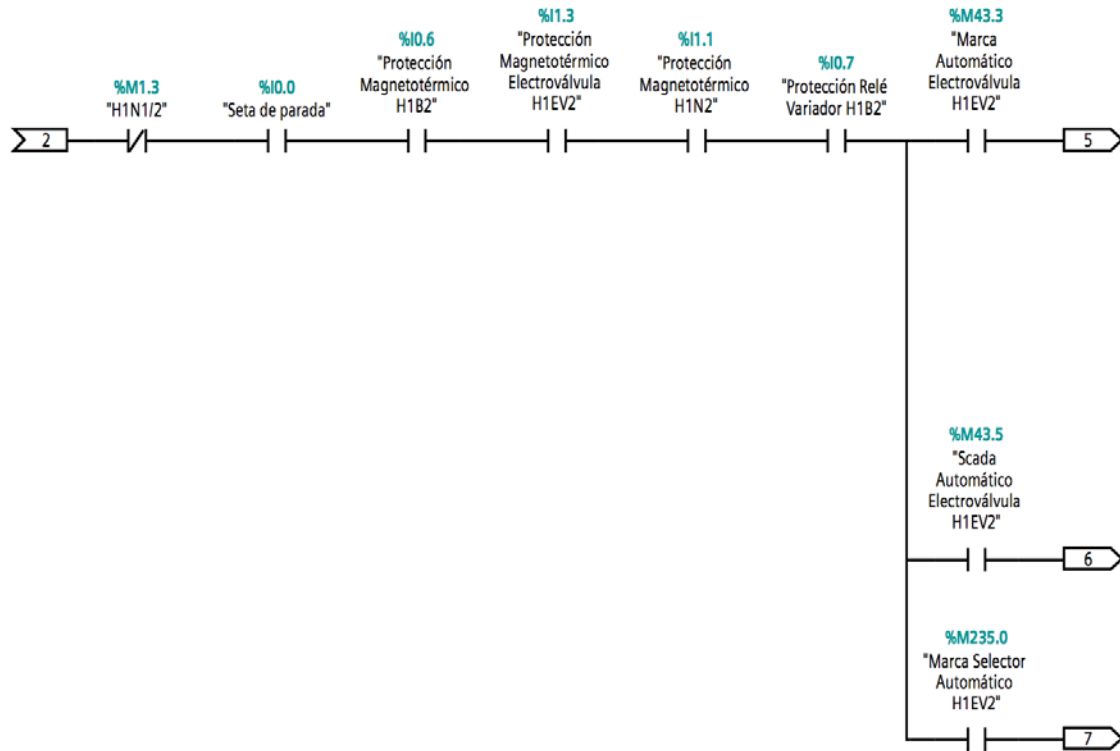 %M1.3
"H1N1/2"
%I0.0
"Seta de parada"
%I0.6
"Protección
Magnetotérmico
H1B2"
%I1.3
"Protección
Magnetotérmico
Electroválvula
H1EV2"
%I1.1
"Protección
Magnetotérmico
H1N2"
%I0.7
"Protección Relé
Variador H1B2"
%M43.3
"Marca
Automático
Electroválvula
H1EV2"
2
5
%M43.5
"Scada
Automático
Electroválvula
H1EV2"
6
%M235.0
"Marca Selector
Automático
H1EV2"
7